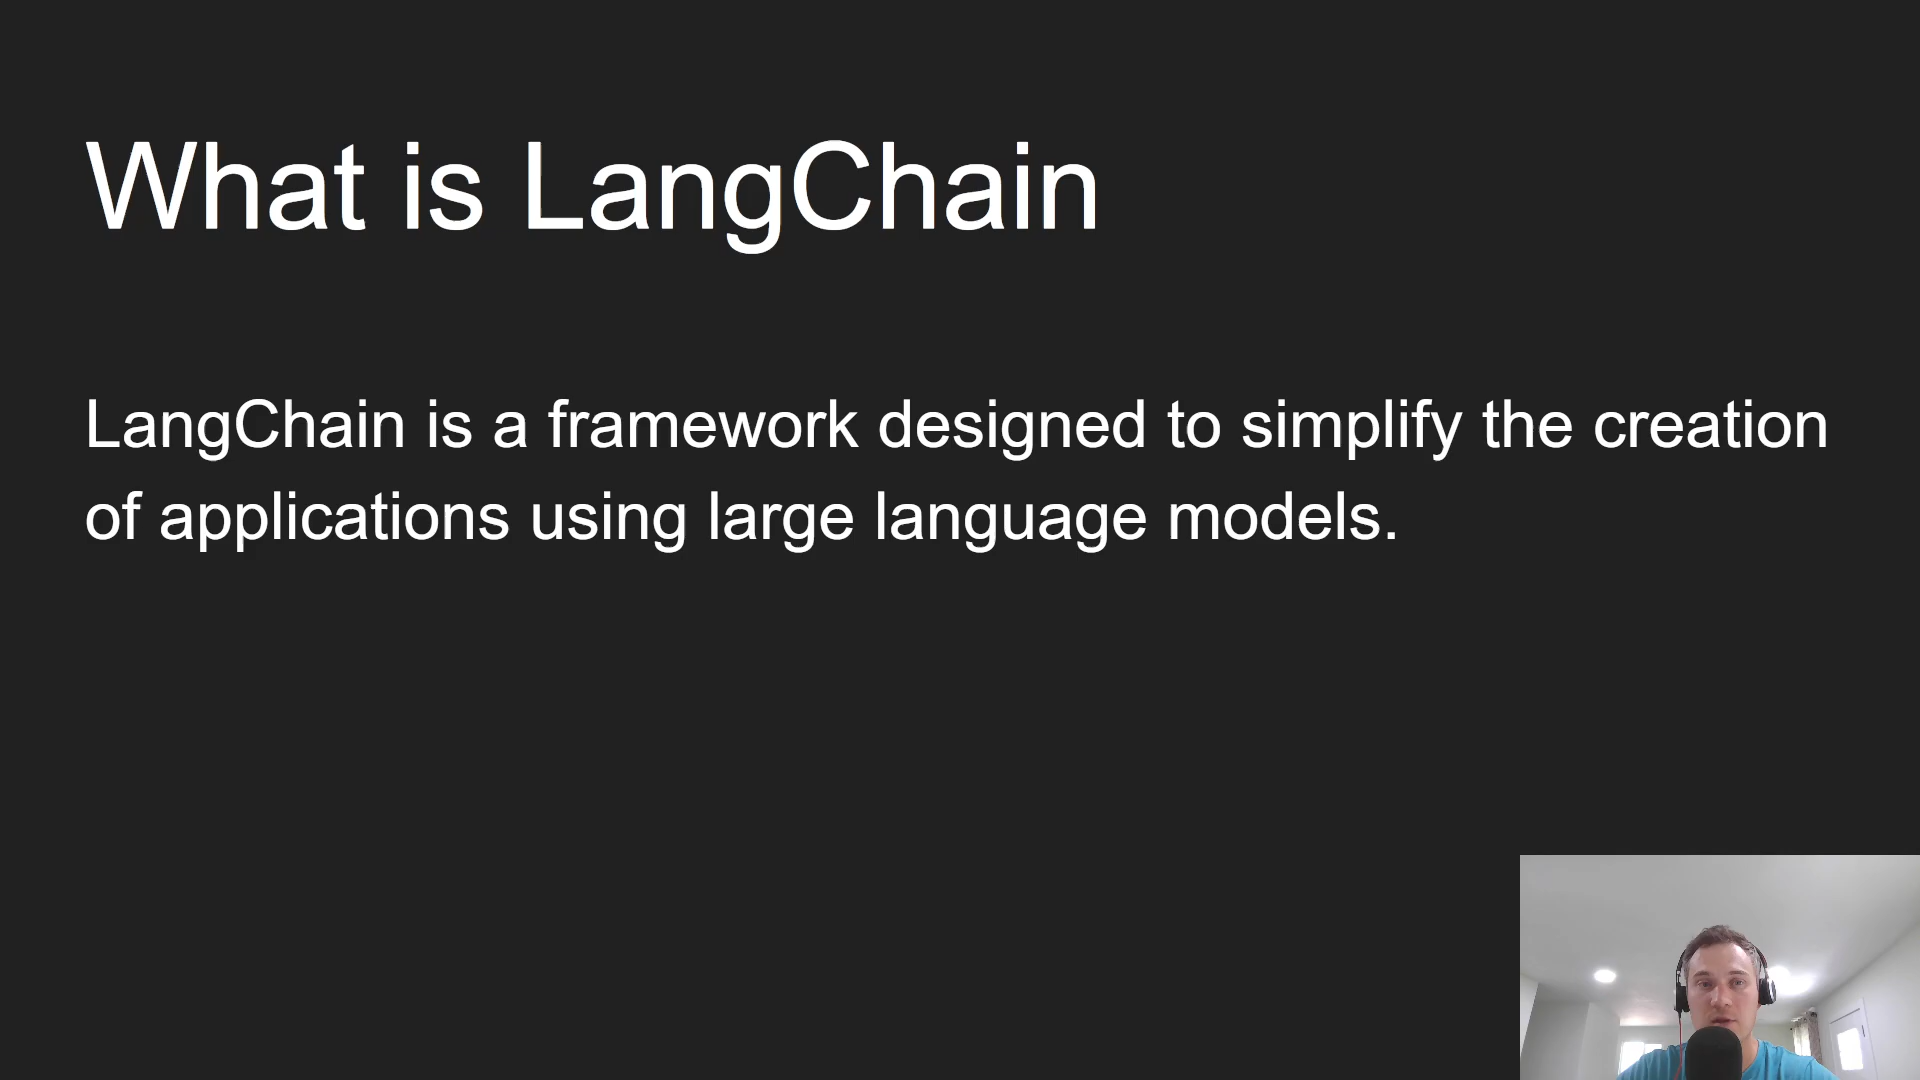 What is LangChain
LangChain is a framework designed to simplify the creation
of applications using large language models.